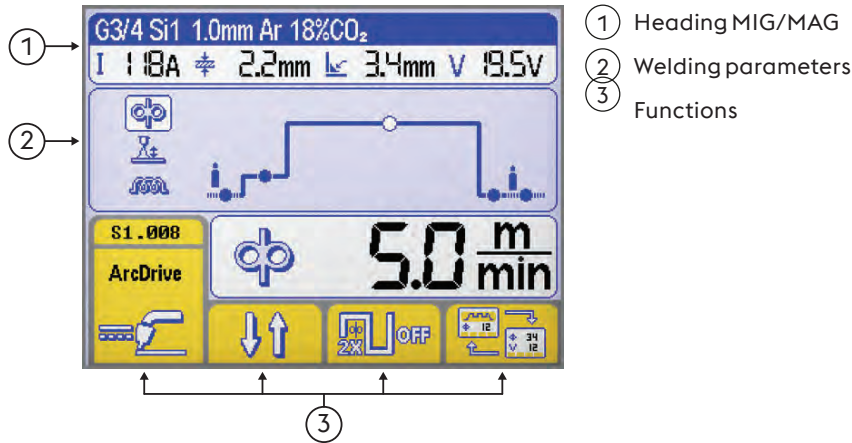 G3/4 Si1 1.0mm Ar 18%CO₂
I 118A 2.2mm 3.4mm V 19.5V
S1.008
ArcDrive
5.0 m/min
2X OFF
12
34
V 12
1 Heading MIG/MAG
2 Welding parameters
3 Functions
1
2
3